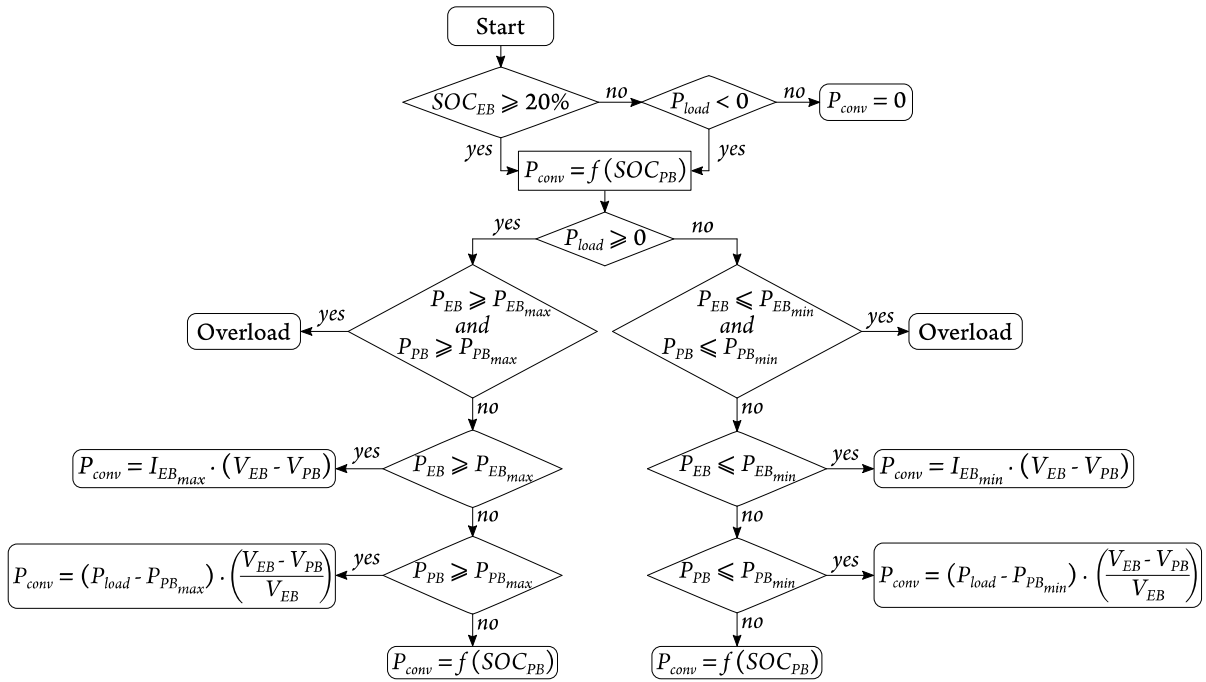 Start
SOC_EB ⩾ 20%
no
P_load < 0
no
P_conv = 0
yes
yes
P_conv = f (SOC_PB)
yes
P_load ⩾ 0
no
P_EB ⩾ P_EB_max
and
P_PB ⩾ P_PB_max
yes
Overload
P_EB ⩽ P_EB_min
and
P_PB ⩽ P_PB_min
yes
Overload
no
no
P_conv = I_EB_max · (V_EB - V_PB)
yes
P_EB ⩾ P_EB_max
P_EB ⩽ P_EB_min
yes
P_conv = I_EB_min · (V_EB - V_PB)
no
no
P_conv = (P_load - P_PB_max) · (V_EB - V_PB / V_EB)
yes
P_PB ⩾ P_PB_max
P_PB ⩽ P_PB_min
yes
P_conv = (P_load - P_PB_min) · (V_EB - V_PB / V_EB)
no
no
P_conv = f (SOC_PB)
P_conv = f (SOC_PB)